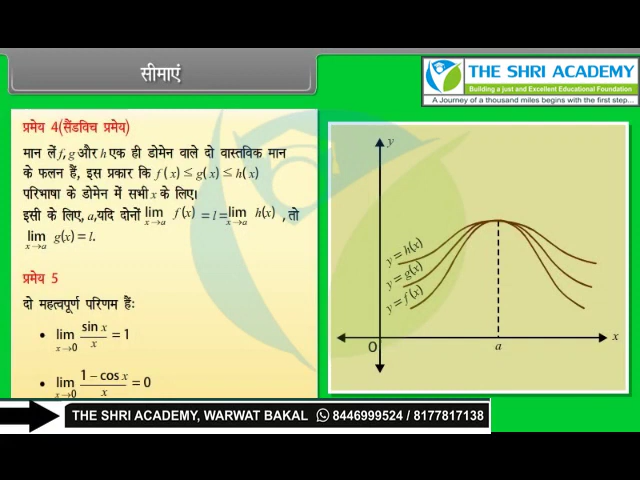 सीमाएं
THE SHRI ACADEMY
Building a just and Excellent Educational Foundation
A Journey of a thousand miles begins with the first step...
प्रमेय 4(सैंडविच प्रमेय)
मान लें f, g और h एक ही डोमेन वाले दो वास्तविक मान
के फलन हैं, इस प्रकार कि f(x) ≤ g(x) ≤ h(x)
परिभाषा के डोमेन में सभी x के लिए।
इसी के लिए, a, यदि दोनों lim x→a f(x) = l = lim x→a h(x), तो
lim x→a g(x) = l.
प्रमेय 5
दो महत्वपूर्ण परिणम हैंः
• lim x→0 sin x / x = 1
• lim x→0 1 – cos x / x = 0
y
y = h(x)
y = g(x)
y = f(x)
O
a
x
THE SHRI ACADEMY, WARWAT BAKAL 8446999524 / 8177817138